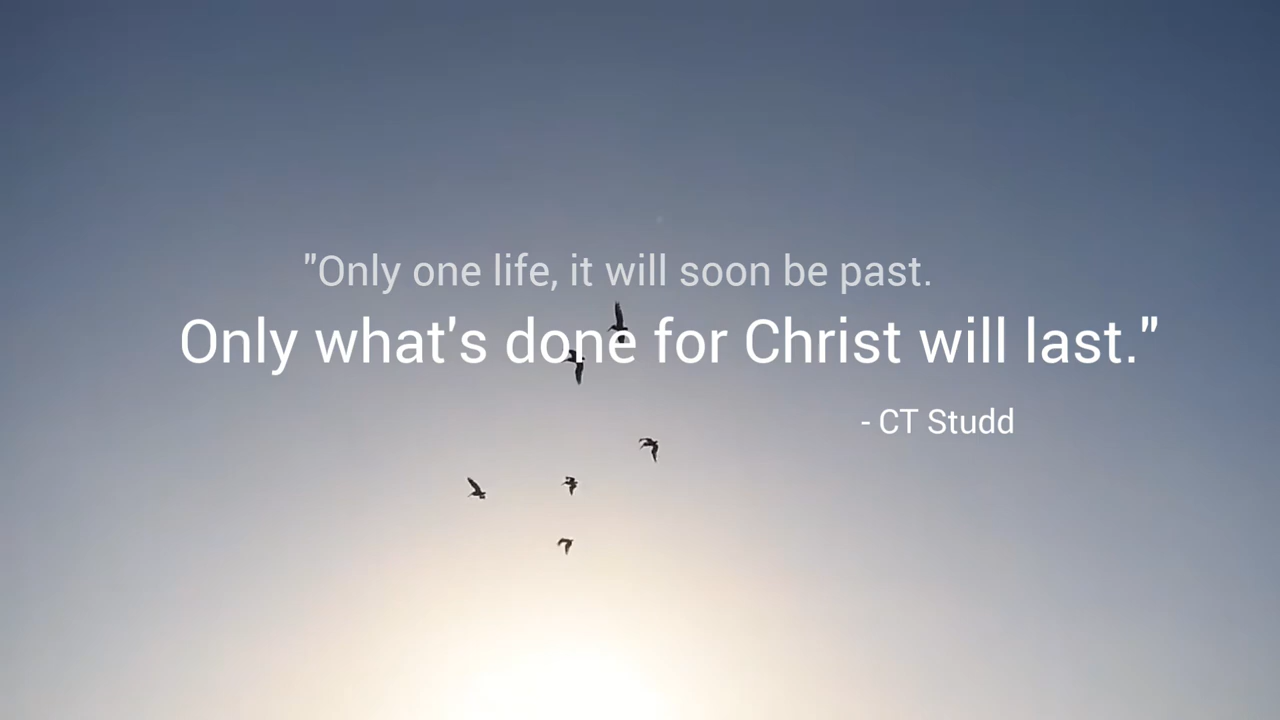 "Only one life, it will soon be past.
Only what's done for Christ will last."
- CT Studd